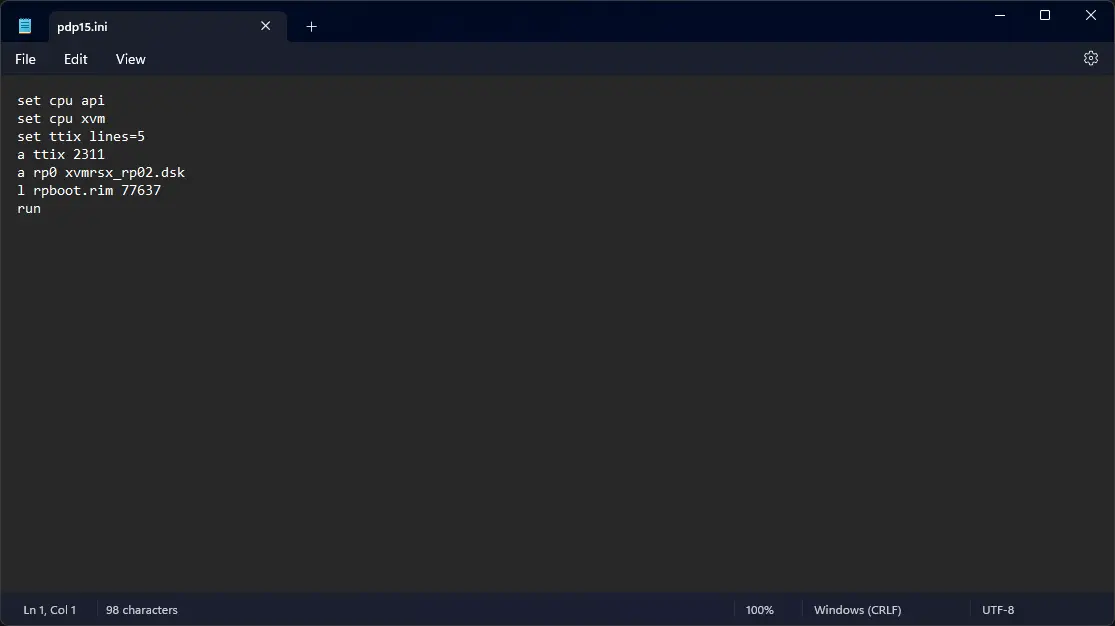 pdp15.ini
File Edit View
set cpu api
set cpu xvm
set ttix lines=5
a ttix 2311
a rp0 xvmrsx_rp02.dsk
l rpboot.rim 77637
run
Ln 1, Col 1 98 characters 100% Windows (CRLF) UTF-8